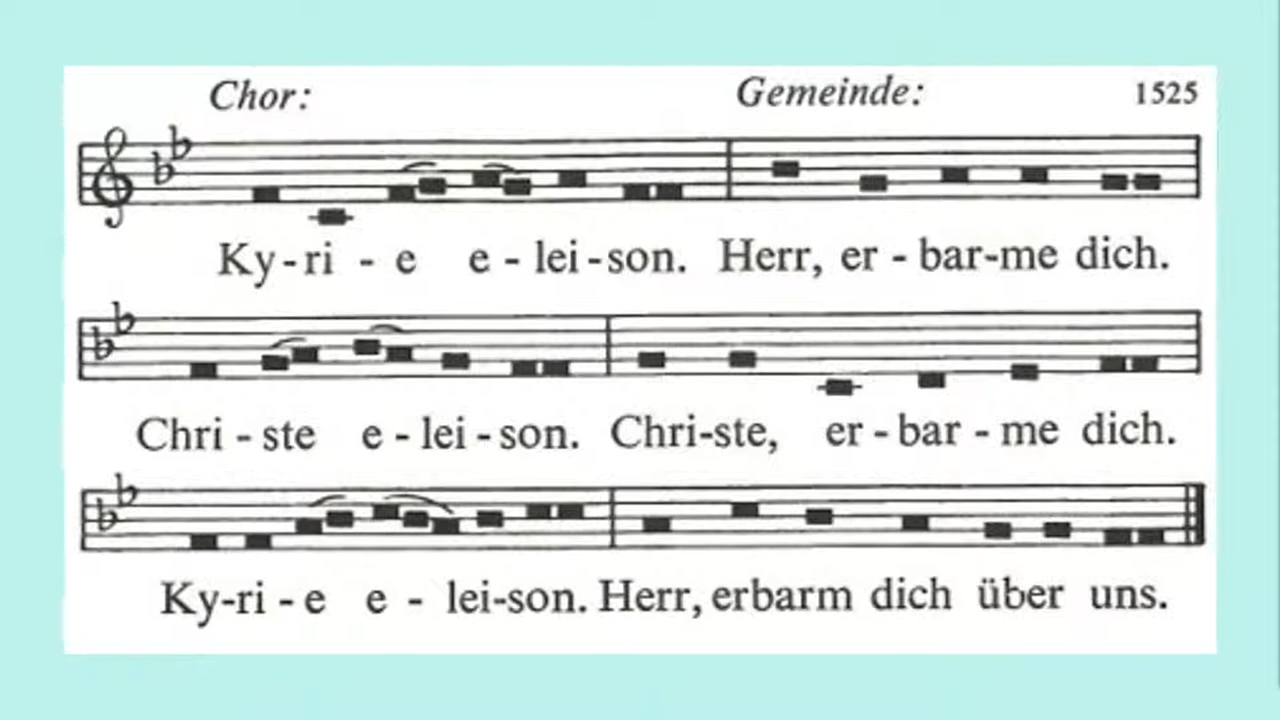 Chor: Gemeinde: 1525
Ky-ri - e e - lei-son. Herr, er - bar-me dich.
Chri - ste e - lei - son. Chri-ste, er - bar - me dich.
Ky-ri - e e - lei-son. Herr, erbarm dich über uns.